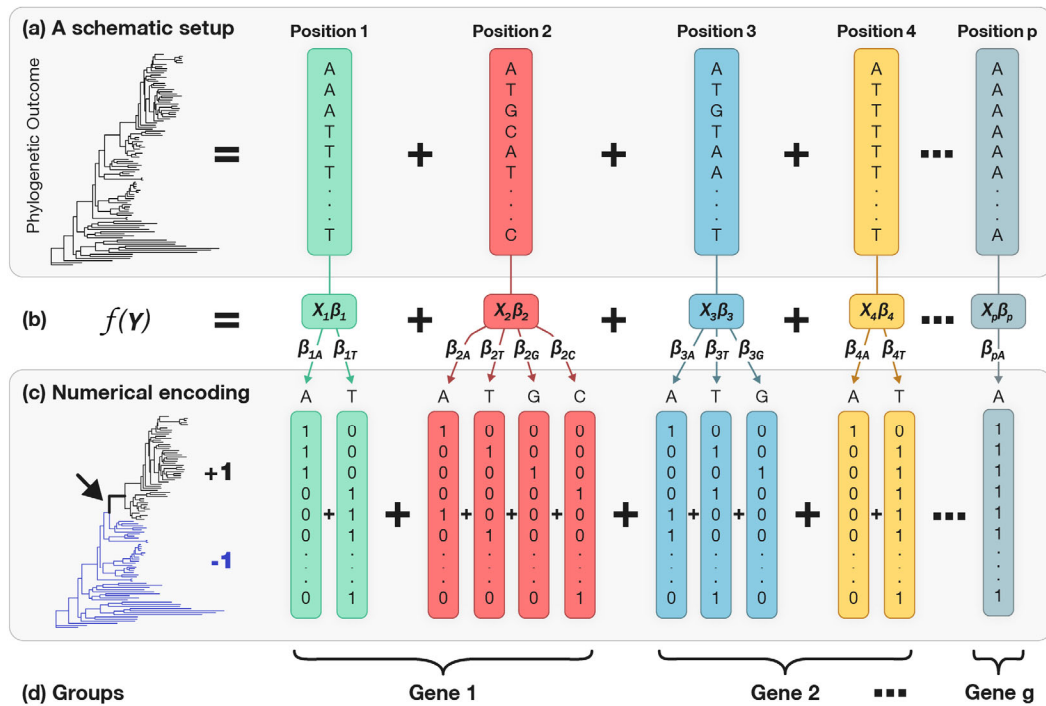 (a) A schematic setup
Position 1 Position 2 Position 3 Position 4 Position p
Phylogenetic Outcome
A A A A A
A T T T A
A G G T A
T C T T A
T A A T A
T T A T A
. . . . .
. . . . .
. . . . .
T C T T A
= + + + ...
(b) f(Y) = X₁β₁ + X₂β₂ + X₃β₃ + X₄β₄ ... Xₚβₚ
β1A β1T β2A β2T β2G β2C β3A β3T β3G β4A β4T βpA
(c) Numerical encoding
A T A T G C A T G A T A
1 0 1 0 0 0 1 0 0 1 0 1
1 0 0 1 0 0 0 1 0 0 1 1
1 0 0 0 1 0 0 0 1 0 1 1
0 1 0 0 0 1 0 1 0 0 1 1
0 1 1 0 0 0 1 0 0 0 1 1
0 1 0 1 0 0 1 0 0 0 1 1
. . . . . . . . . . . .
. . . . . . . . . . . .
. . . . . . . . . . . .
0 1 0 0 0 1 0 1 0 0 1 1
+ + + + + + + + + + ...
+1
-1
(d) Groups Gene 1 Gene 2 ... Gene g